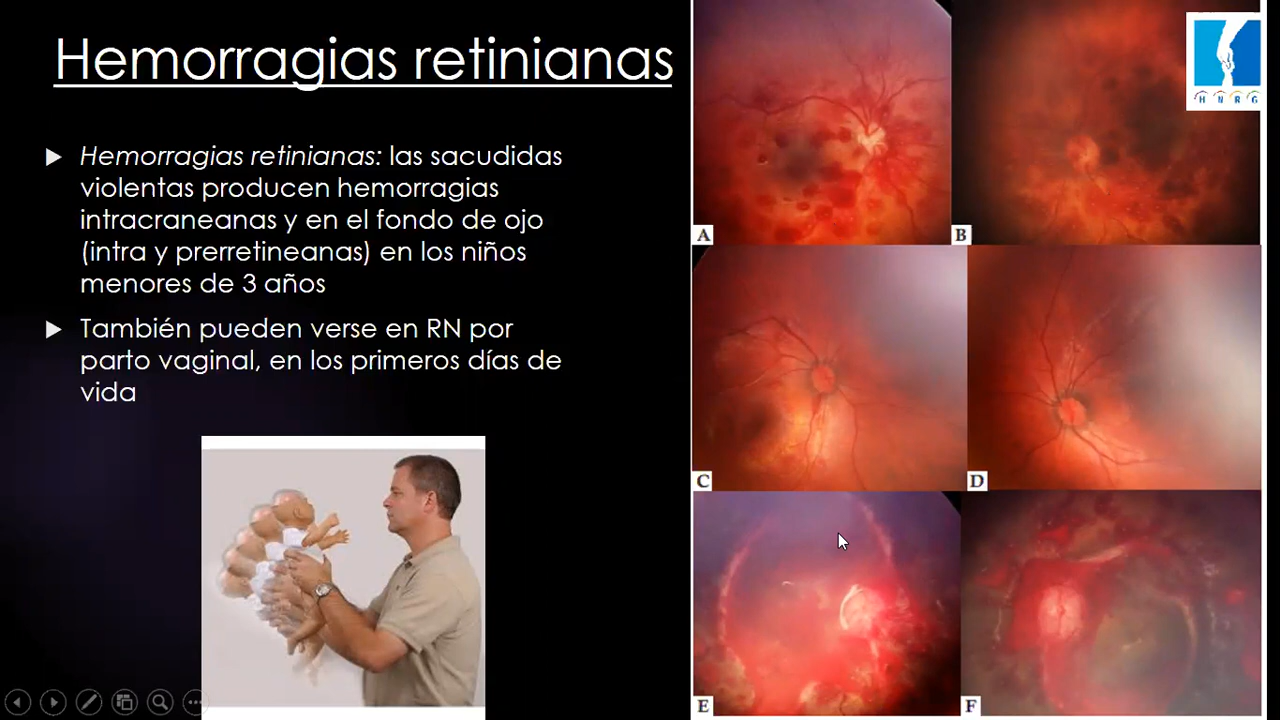 Hemorragias retinianas
Hemorragias retinianas: las sacudidas
violentas producen hemorragias
intracraneanas y en el fondo de ojo
(intra y prerretineanas) en los niños
menores de 3 años
También pueden verse en RN por
parto vaginal, en los primeros días de
vida
H N R G
A
B
C
D
E
F